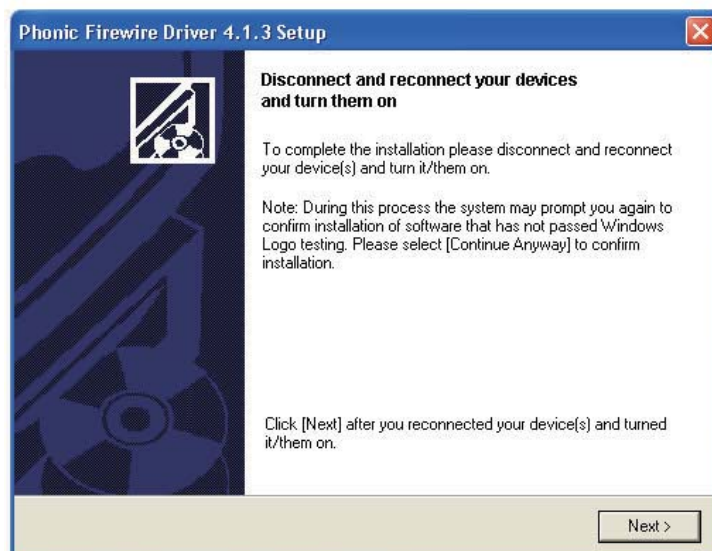 Phonic Firewire Driver 4.1.3 Setup
Disconnect and reconnect your devices
and turn them on
To complete the installation please disconnect and reconnect
your device(s) and turn it/them on.
Note: During this process the system may prompt you again to
confirm installation of software that has not passed Windows
Logo testing. Please select [Continue Anyway] to confirm
installation.
Click [Next] after you reconnected your device(s) and turned
it/them on.
Next >